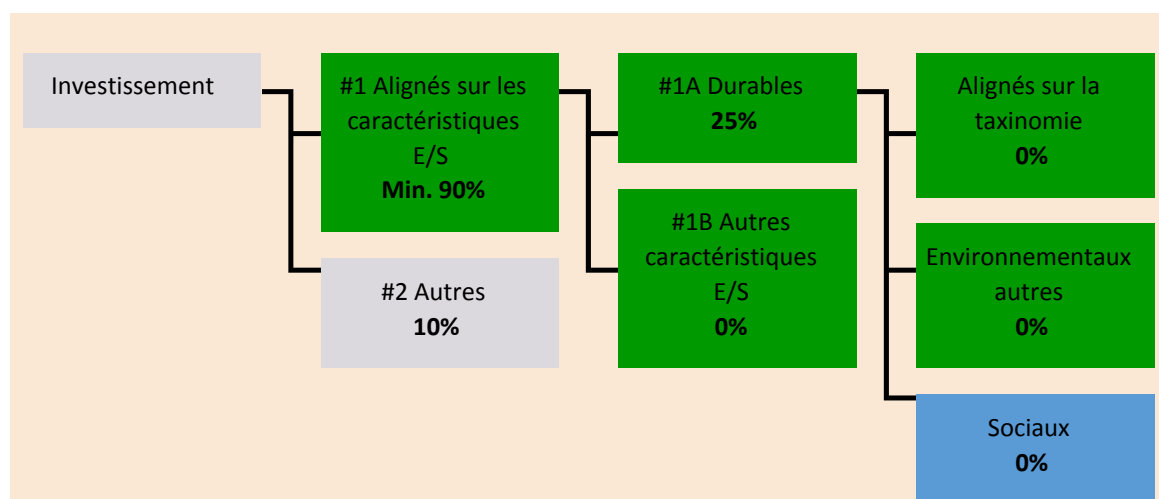 Investissement
#1 Alignés sur les
caractéristiques
E/S
Min. 90%
#2 Autres
10%
#1A Durables
25%
#1B Autres
caractéristiques
E/S
0%
Alignés sur la
taxinomie
0%
Environnementaux
autres
0%
Sociaux
0%